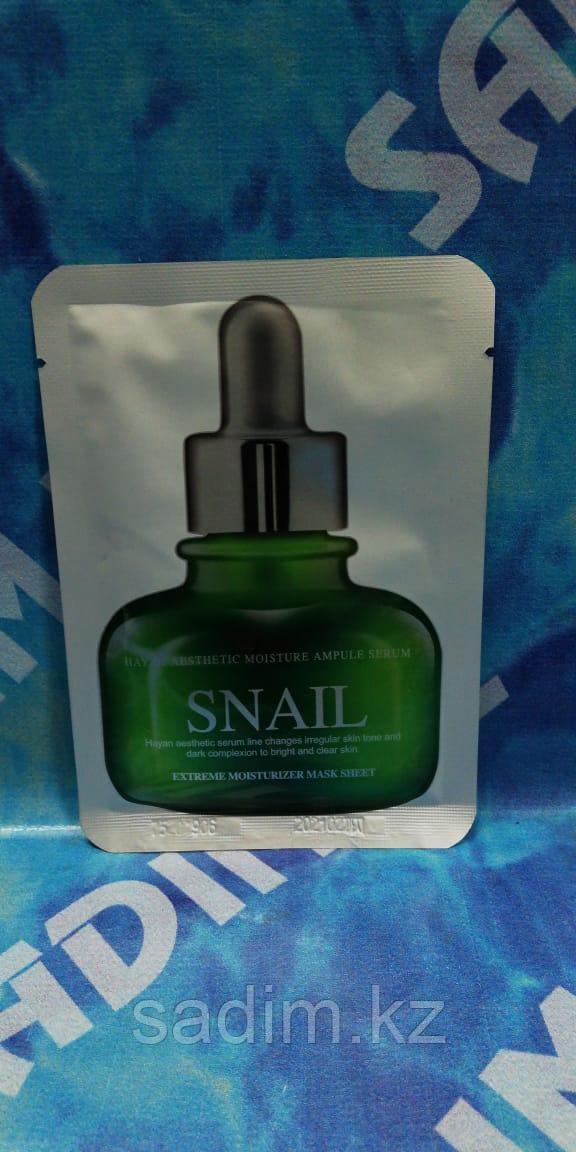 HAYAN AESTHETIC MOISTURE AMPULE SERUM
SNAIL
Hayan aesthetic serum line changes irregular skin tone and
dark complexion to bright and clear skin.
EXTREME MOISTURIZER MASK SHEET
sadim.kz